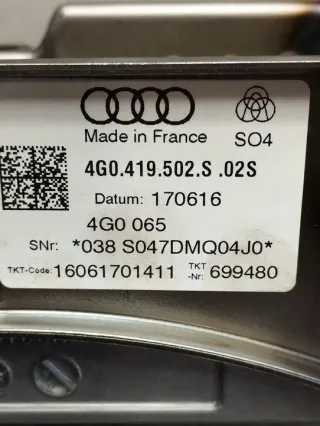 Made in France SO4
4G0.419.502.S .02S
Datum: 170616
4G0 065
SNr: *038 S047DMQ04J0*
TKT-Code: 16061701411 TKT -Nr: 699480